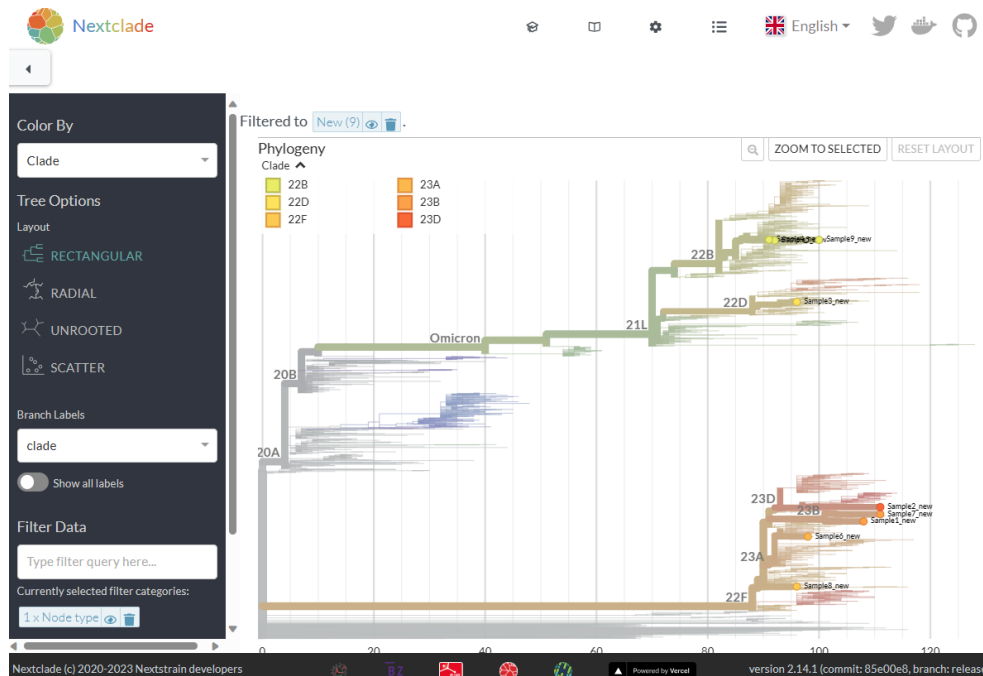 Nextclade
English
Color By
Clade
Tree Options
Layout
RECTANGULAR
RADIAL
UNROOTED
SCATTER
Branch Labels
clade
Show all labels
Filter Data
Type filter query here...
Currently selected filter categories:
1 x Node type
Filtered to New (9) .
Phylogeny
ZOOM TO SELECTED
RESET LAYOUT
Clade
22B
22D
22F
23A
23B
23D
22B
Sample9_new
22D
Sample3_new
21L
Omicron
20B
20A
23D
Sample2_new
23B
Sample7_new
Sample1_new
Sample6_new
23A
Sample8_new
22F
0 20 40 60 80 100 120
Nextclade (c) 2020-2023 Nextstrain developers
BZ
Powered by Vercel
version 2.14.1 (commit: 85e00e8, branch: release